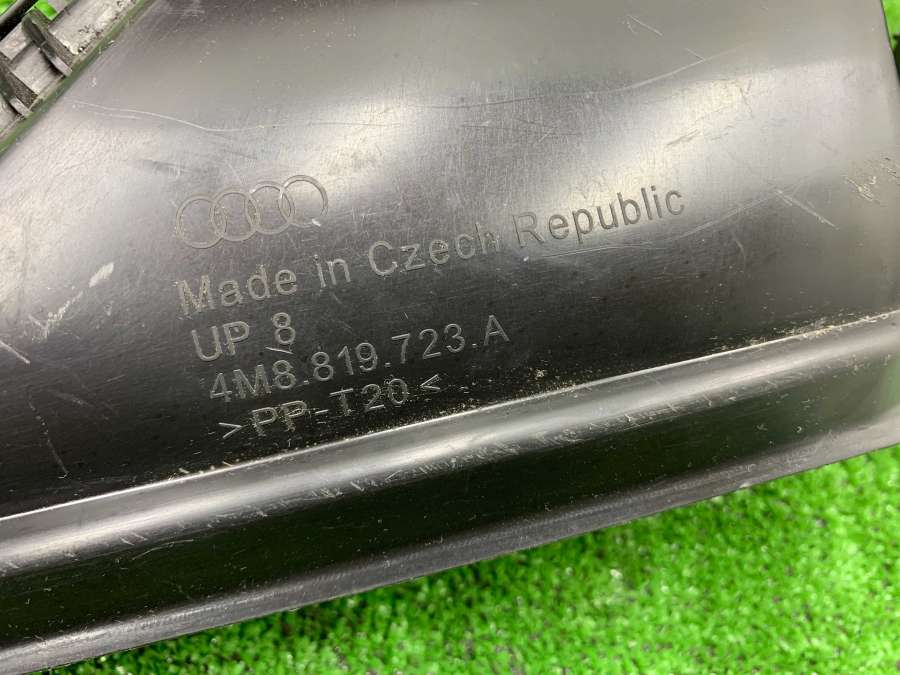 Made in Czech Republic
UP 8
4M8.819.723.A
>PP-T20<